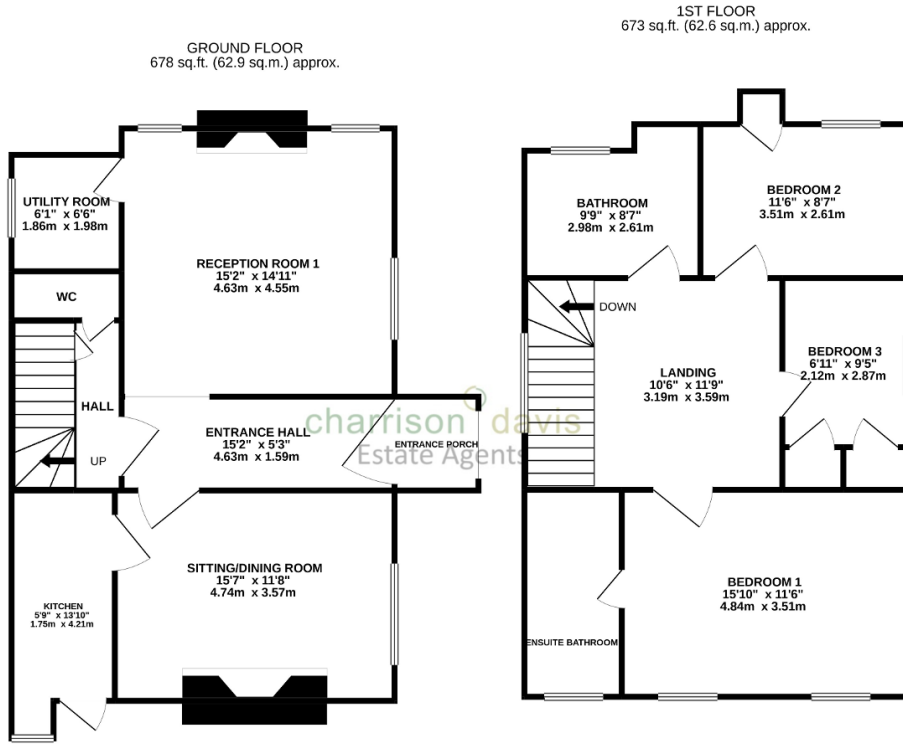 GROUND FLOOR
678 sq.ft. (62.9 sq.m.) approx.
UTILITY ROOM
6'1" x 6'6"
1.86m x 1.98m
RECEPTION ROOM 1
15'2" x 14'11"
4.63m x 4.55m
WC
HALL
UP
ENTRANCE HALL
15'2" x 5'3"
4.63m x 1.59m
ENTRANCE PORCH
SITTING/DINING ROOM
15'7" x 11'8"
4.74m x 3.57m
KITCHEN
5'9" x 13'10"
1.75m x 4.21m
charrison davis
Estate Agents
1ST FLOOR
673 sq.ft. (62.6 sq.m.) approx.
BATHROOM
9'9" x 8'7"
2.98m x 2.61m
BEDROOM 2
11'6" x 8'7"
3.51m x 2.61m
DOWN
LANDING
10'6" x 11'9"
3.19m x 3.59m
BEDROOM 3
6'11" x 9'5"
2.12m x 2.87m
BEDROOM 1
15'10" x 11'6"
4.84m x 3.51m
ENSUITE BATHROOM